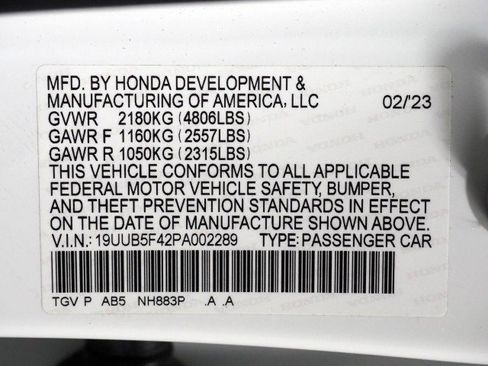 MFD. BY HONDA DEVELOPMENT &
MANUFACTURING OF AMERICA, LLC 02/'23
GVWR 2180KG (4806LBS)
GAWR F 1160KG (2557LBS)
GAWR R 1050KG (2315LBS)
THIS VEHICLE CONFORMS TO ALL APPLICABLE
FEDERAL MOTOR VEHICLE SAFETY, BUMPER,
AND THEFT PREVENTION STANDARDS IN EFFECT
ON THE DATE OF MANUFACTURE SHOWN ABOVE.
V.I.N.: 19UUB5F42PA002289 TYPE: PASSENGER CAR
TGV P AB5 NH883P .A .A